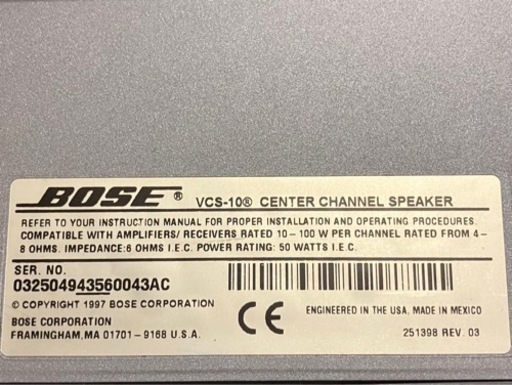 BOSE® VCS-10® CENTER CHANNEL SPEAKER
REFER TO YOUR INSTRUCTION MANUAL FOR PROPER INSTALLATION AND OPERATING PROCEDURES.
COMPATIBLE WITH AMPLIFIERS/ RECEIVERS RATED 10 - 100 W PER CHANNEL RATED FROM 4-
8 OHMS. IMPEDANCE:6 OHMS I.E.C. POWER RATING: 50 WATTS I.E.C.
SER. NO.
032504943560043AC
© COPYRIGHT 1997 BOSE CORPORATION
BOSE CORPORATION
FRAMINGHAM,MA 01701 - 9168 U.S.A.
CE
ENGINEERED IN THE USA, MADE IN MEXICO
251398 REV. 03